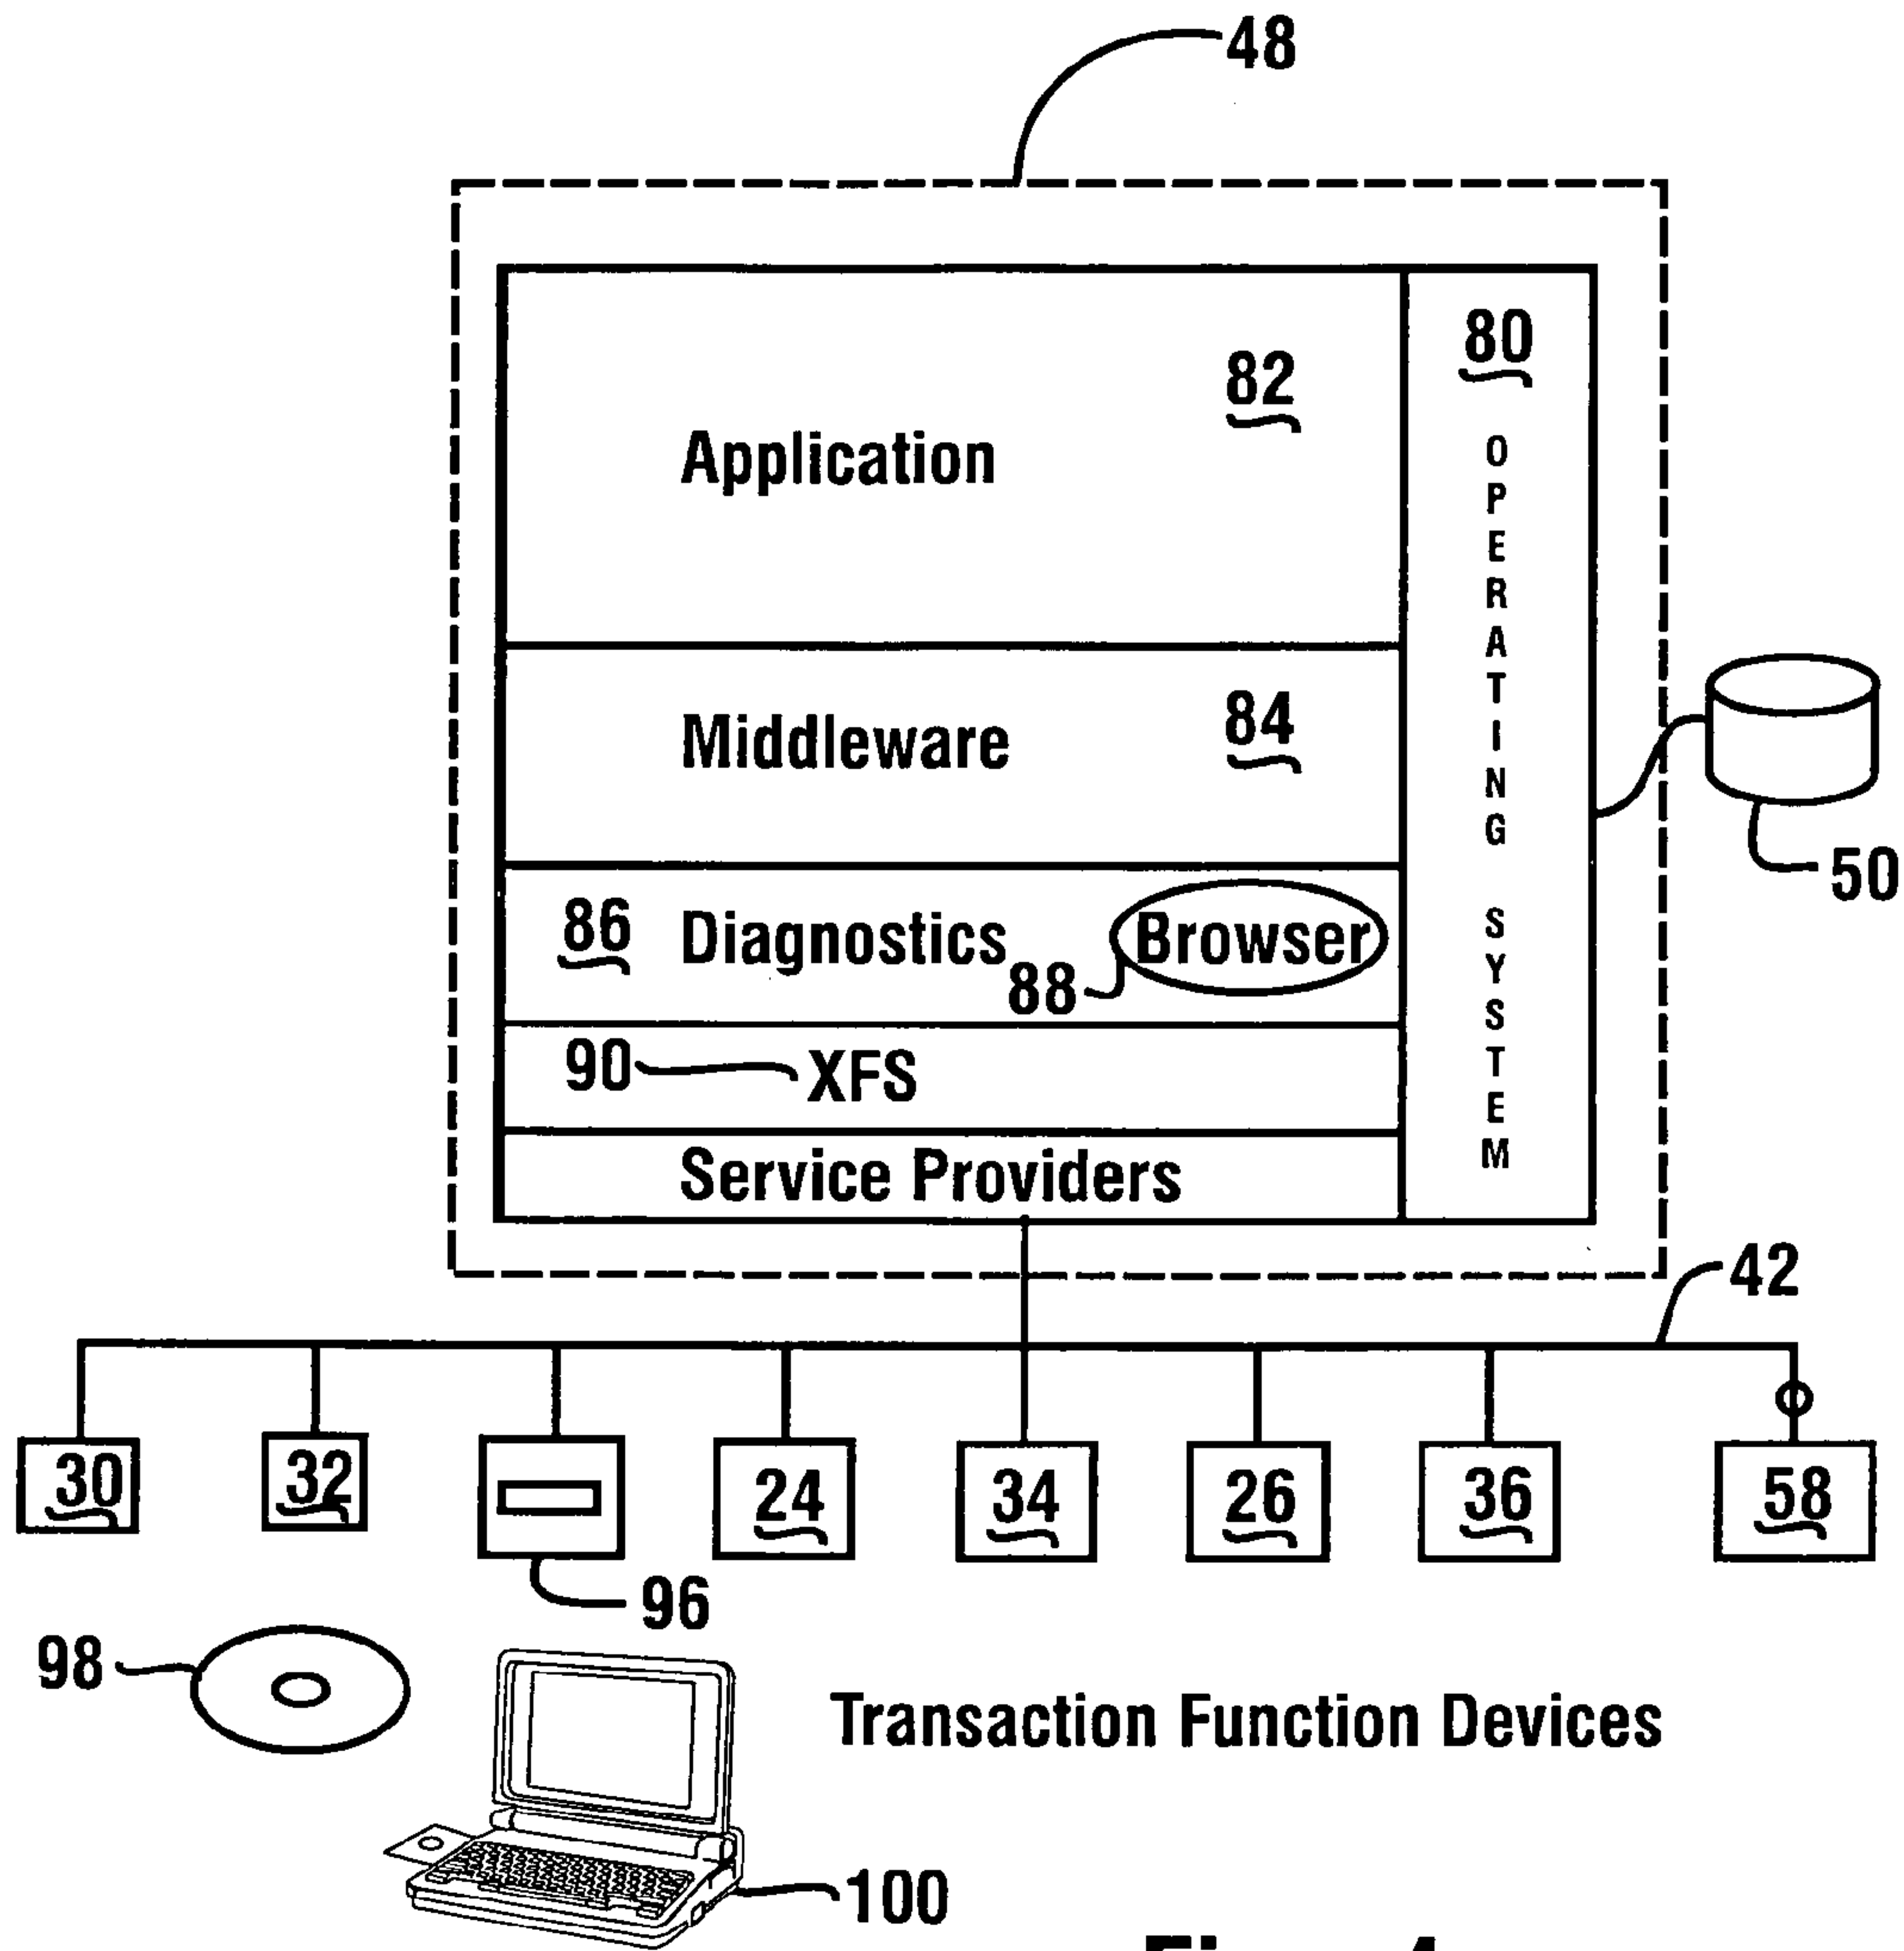 48
80
82
Application
OPERATING SYSTEM
Middleware
84
50
86
Diagnostics
Browser
88
90
XFS
Service Providers
42
30
32
24
34
26
36
58
96
98
Transaction Function Devices
100